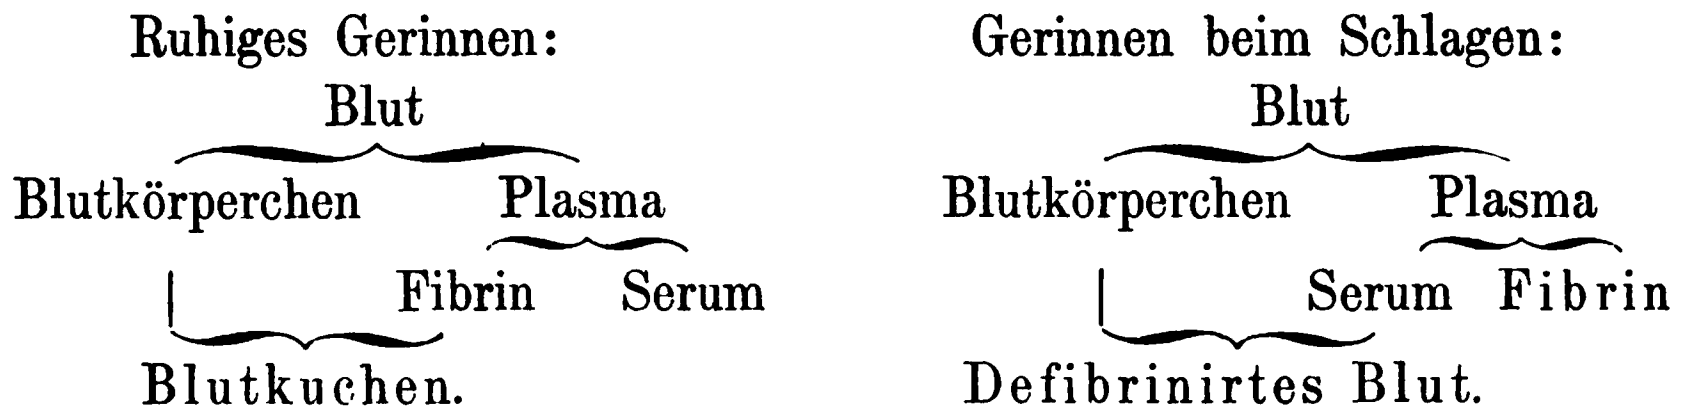 Ruhiges Gerinnen:
Blut
Blutkörperchen Plasma
Fibrin Serum
Blutkuchen.
Gerinnen beim Schlagen:
Blut
Blutkörperchen Plasma
Serum Fibrin
Defibrinirtes Blut.